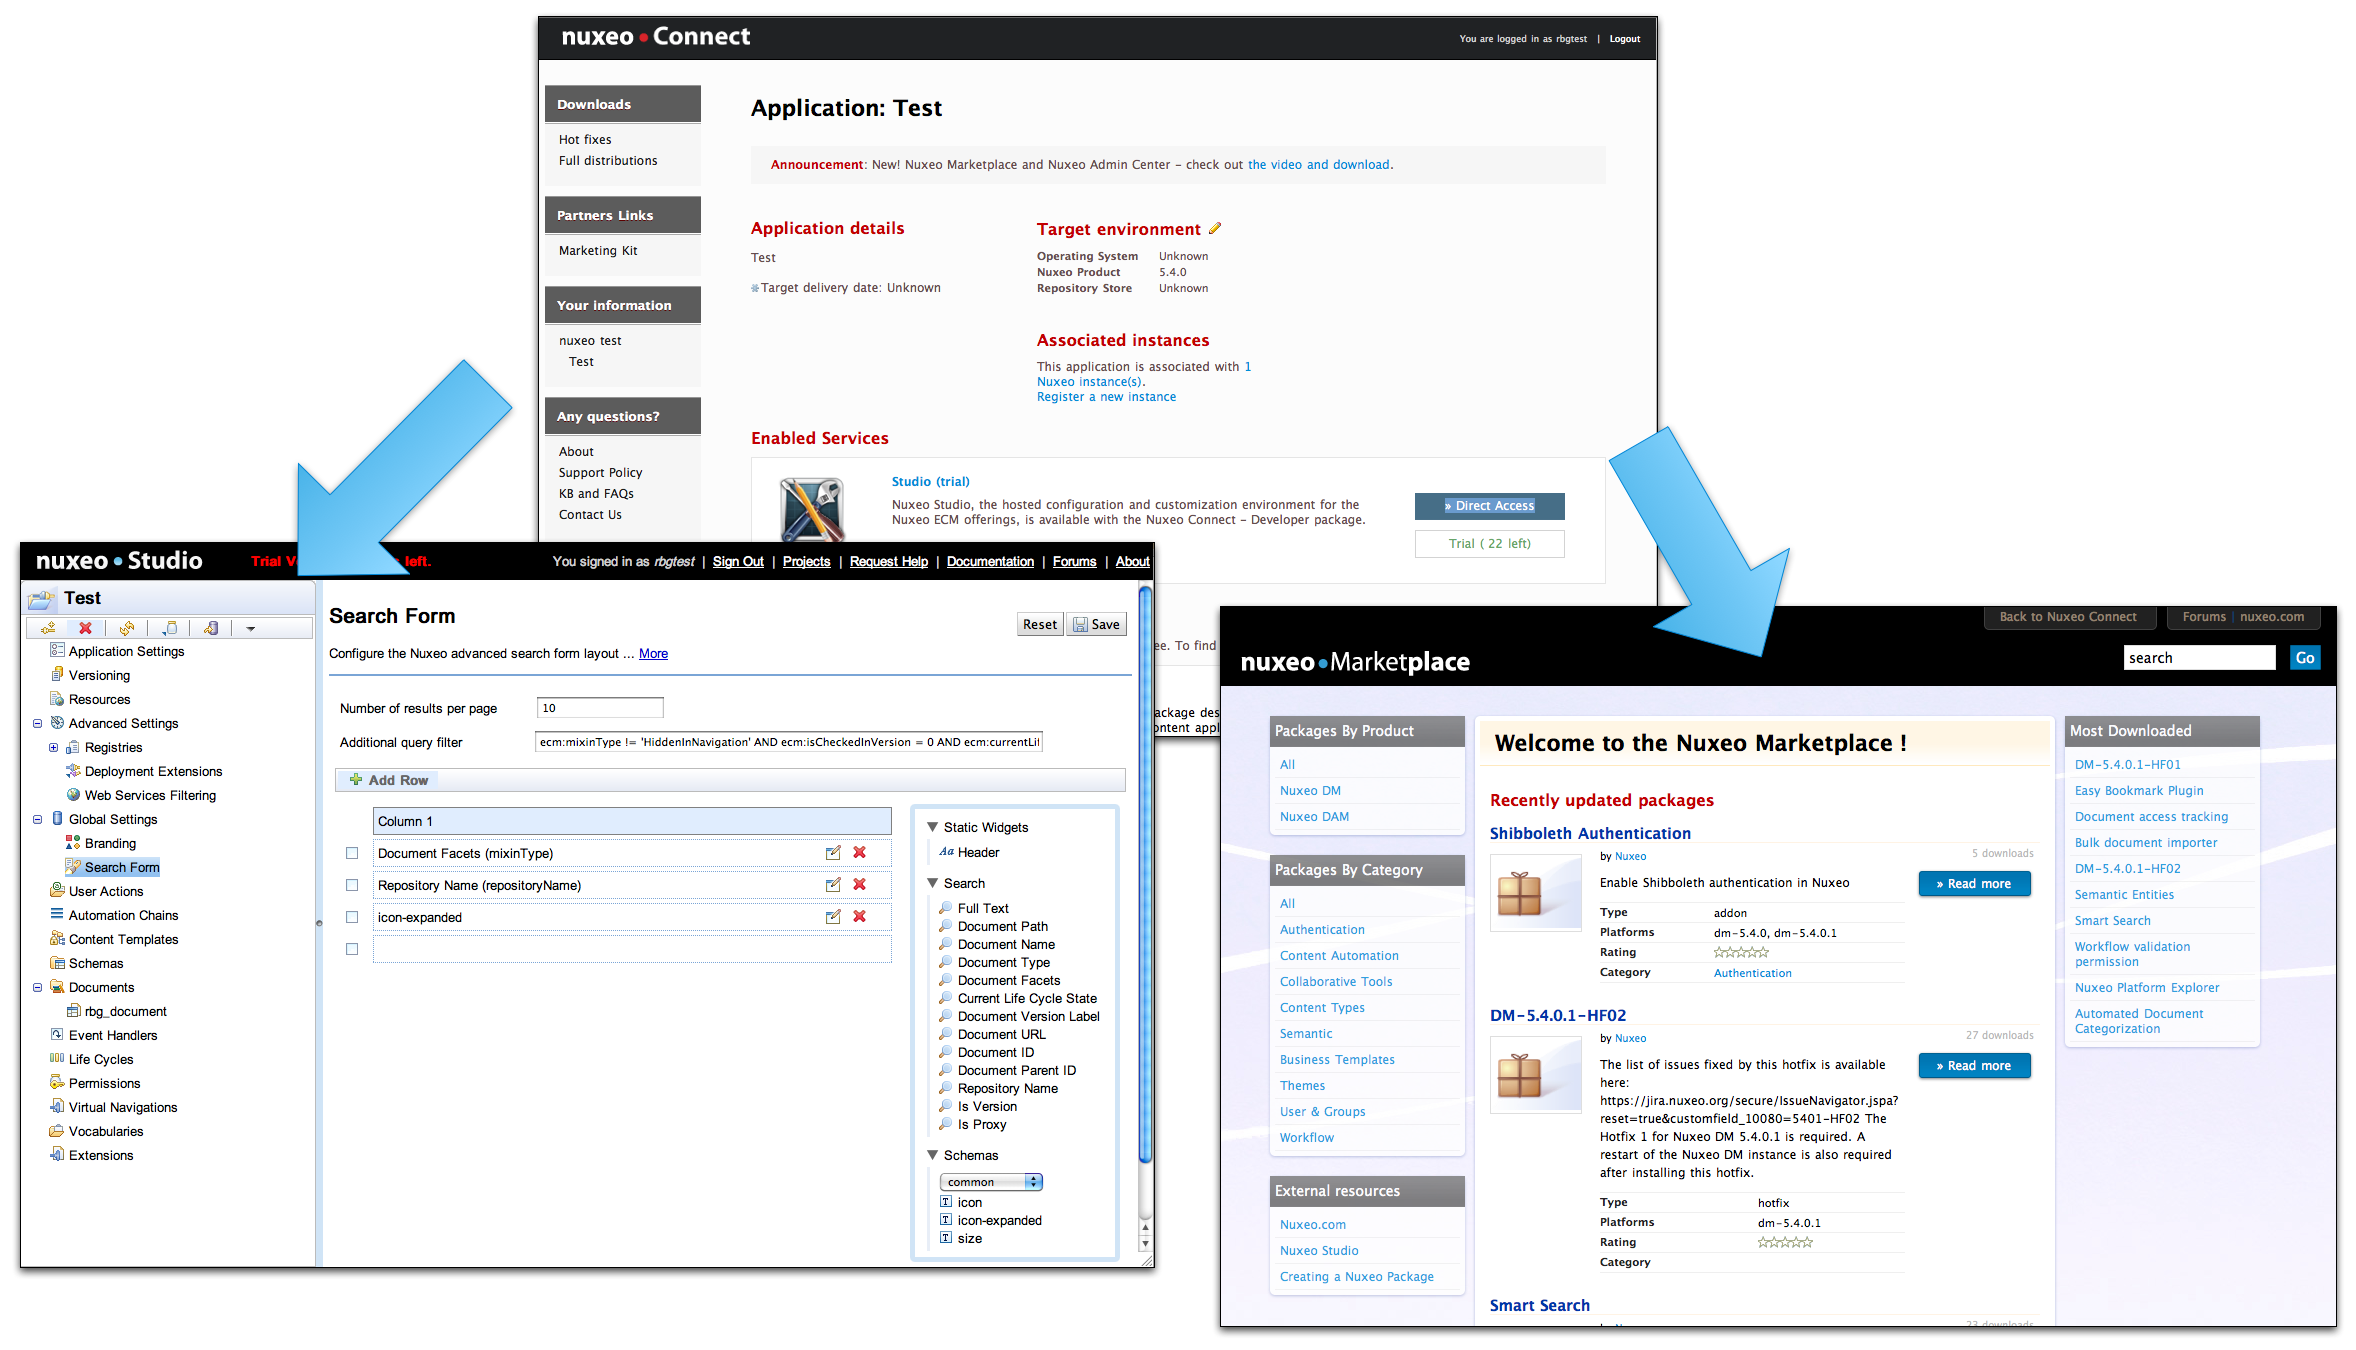 nuxeo • Connect
You are logged in as rbgtest | Logout
Downloads
Hot fixes
Full distributions
Partners Links
Marketing Kit
Your information
nuxeo test
Test
Any questions?
About
Support Policy
KB and FAQs
Contact Us
Application: Test
Announcement: New! Nuxeo Marketplace and Nuxeo Admin Center – check out the video and download.
Application details
Test
Target delivery date: Unknown
Target environment
Operating System Unknown
Nuxeo Product 5.4.0
Repository Store Unknown
Associated instances
This application is associated with 1
Nuxeo instance(s).
Register a new instance
Enabled Services
Studio (trial)
Nuxeo Studio, the hosted configuration and customization environment for the
Nuxeo ECM offerings, is available with the Nuxeo Connect – Developer package.
» Direct Access
Trial ( 22 left)
ee. To find
ackage des
ontent appl
nuxeo • Studio
Trial V
left.
You signed in as rbgtest | Sign Out | Projects | Request Help | Documentation | Forums | About
Test
Application Settings
Versioning
Resources
Advanced Settings
Registries
Deployment Extensions
Web Services Filtering
Global Settings
Branding
Search Form
User Actions
Automation Chains
Content Templates
Schemas
Documents
rbg_document
Event Handlers
Life Cycles
Permissions
Virtual Navigations
Vocabularies
Extensions
Search Form
Reset
Save
Configure the Nuxeo advanced search form layout ... More
Number of results per page 10
Additional query filter ecm:mixinType != 'HiddenInNavigation' AND ecm:isCheckedInVersion = 0 AND ecm:currentLif
Add Row
Column 1
Document Facets (mixinType)
Repository Name (repositoryName)
icon-expanded
Static Widgets
Aa Header
Search
Full Text
Document Path
Document Name
Document Type
Document Facets
Current Life Cycle State
Document Version Label
Document URL
Document ID
Document Parent ID
Repository Name
Is Version
Is Proxy
Schemas
common
T icon
T icon-expanded
T size
Back to Nuxeo Connect
Forums | nuxeo.com
nuxeo•Marketplace
search
Go
Packages By Product
All
Nuxeo DM
Nuxeo DAM
Packages By Category
All
Authentication
Content Automation
Collaborative Tools
Content Types
Semantic
Business Templates
Themes
User & Groups
Workflow
External resources
Nuxeo.com
Nuxeo Studio
Creating a Nuxeo Package
Welcome to the Nuxeo Marketplace !
Recently updated packages
Shibboleth Authentication
by Nuxeo
5 downloads
Enable Shibboleth authentication in Nuxeo
» Read more
Type addon
Platforms dm-5.4.0, dm-5.4.0.1
Rating
Category Authentication
DM-5.4.0.1-HF02
by Nuxeo
27 downloads
The list of issues fixed by this hotfix is available
here:
https://jira.nuxeo.org/secure/IssueNavigator.jspa?
reset=true&customfield_10080=5401-HF02 The
Hotfix 1 for Nuxeo DM 5.4.0.1 is required. A
restart of the Nuxeo DM instance is also required
after installing this hotfix.
» Read more
Type hotfix
Platforms dm-5.4.0.1
Rating
Category
Smart Search
23 downloads
Most Downloaded
DM-5.4.0.1-HF01
Easy Bookmark Plugin
Document access tracking
Bulk document importer
DM-5.4.0.1-HF02
Semantic Entities
Smart Search
Workflow validation
permission
Nuxeo Platform Explorer
Automated Document
Categorization